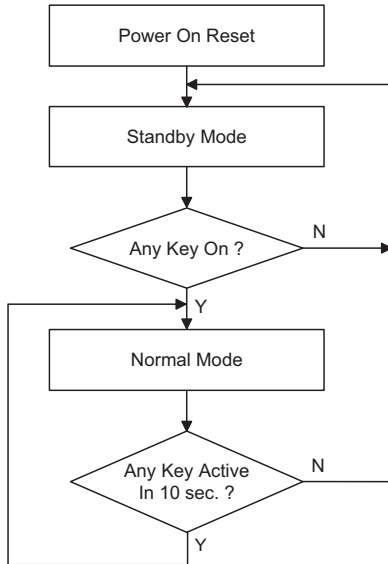 Power On Reset
Standby Mode
Any Key On ?
N
Y
Normal Mode
Any Key Active
In 10 sec. ?
N
Y